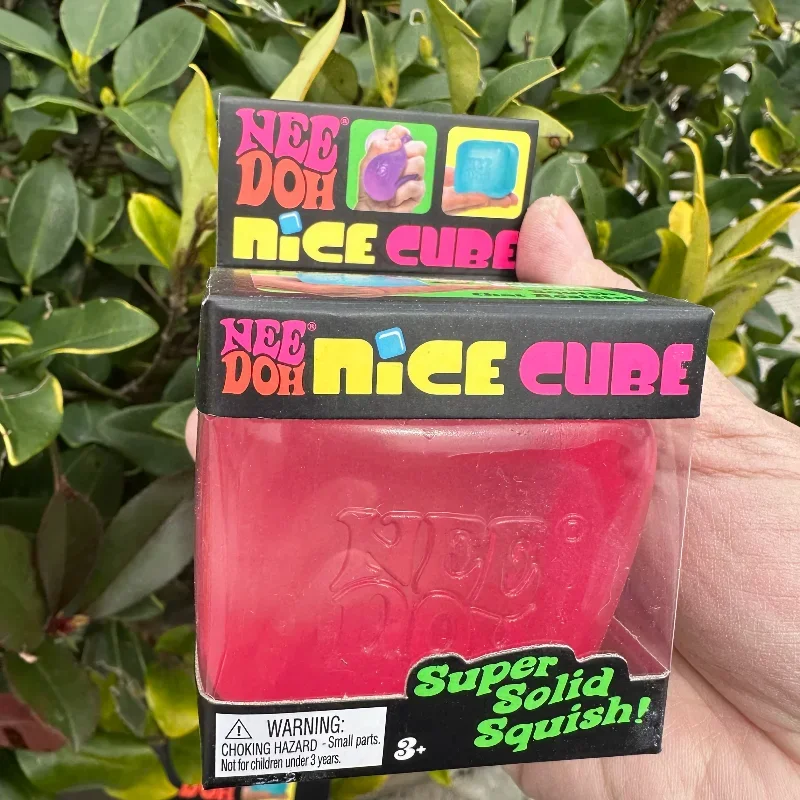 NEE®
DOH
NiCE CUBE
NEE®
DOH
NiCE CUBE
NEE
DOH
Super
Solid
Squish!
WARNING:
CHOKING HAZARD - Small parts.
Not for children under 3 years.
3+